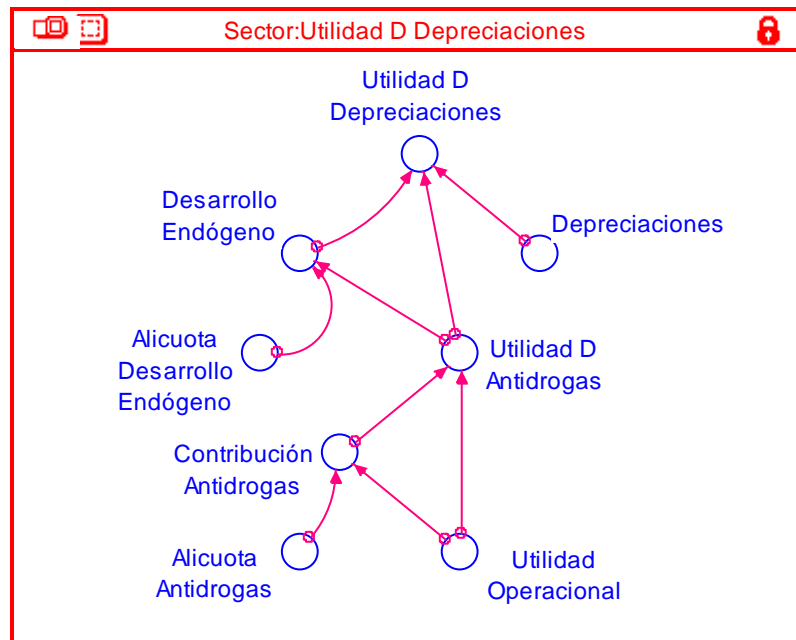 Sector:Utilidad D Depreciaciones
Utilidad D
Depreciaciones
Desarrollo
Endógeno
Depreciaciones
Alicuota
Desarrollo
Endógeno
Utilidad D
Antidrogas
Contribución
Antidrogas
Alicuota
Antidrogas
Utilidad
Operacional